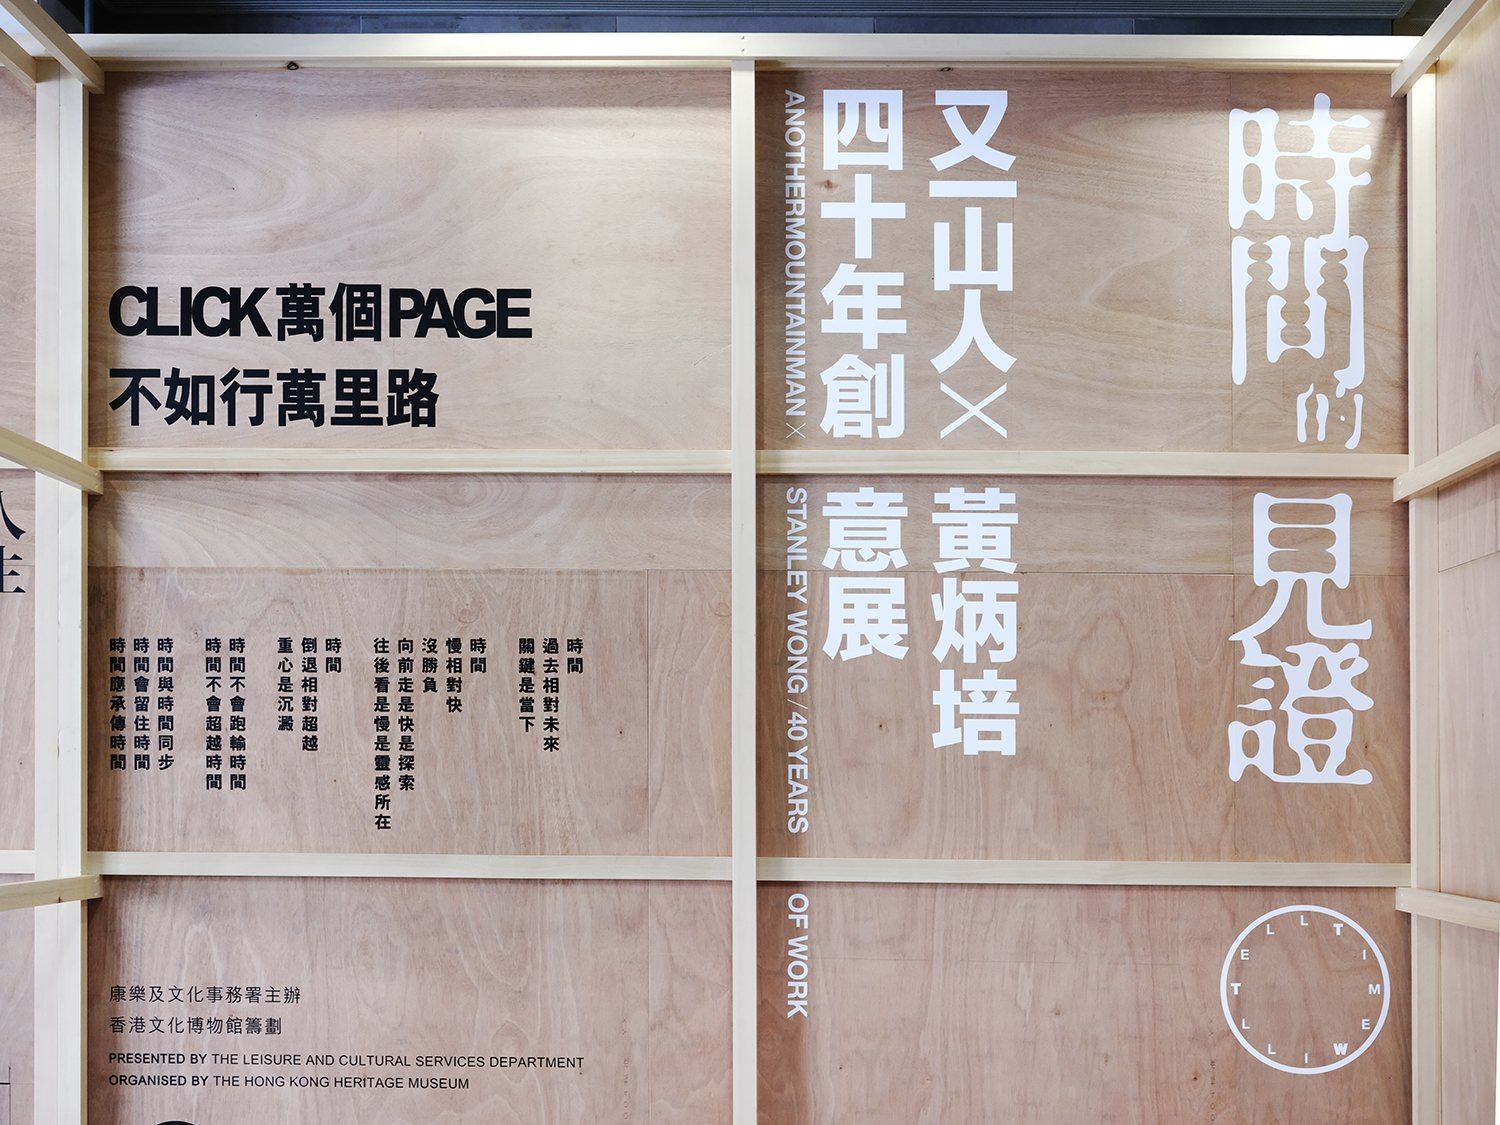 時間的見證
又一山人×黃炳培
四十年創意展
ANOTHERMOUNTAINMAN × STANLEY WONG / 40 YEARS OF WORK
TIME WILL TELL
CLICK萬個PAGE
不如行萬里路
時間
過去相對未來
關鍵是當下
時間
慢相對快
沒勝負
向前走是快是探索
往後看是慢是靈感所在
時間
倒退相對超越
重心是沉澱
時間不會跑輸時間
時間不會超越時間
時間與時間同步
時間會留住時間
時間應承傳時間
康樂及文化事務署主辦
香港文化博物館籌劃
PRESENTED BY THE LEISURE AND CULTURAL SERVICES DEPARTMENT
ORGANISED BY THE HONG KONG HERITAGE MUSEUM